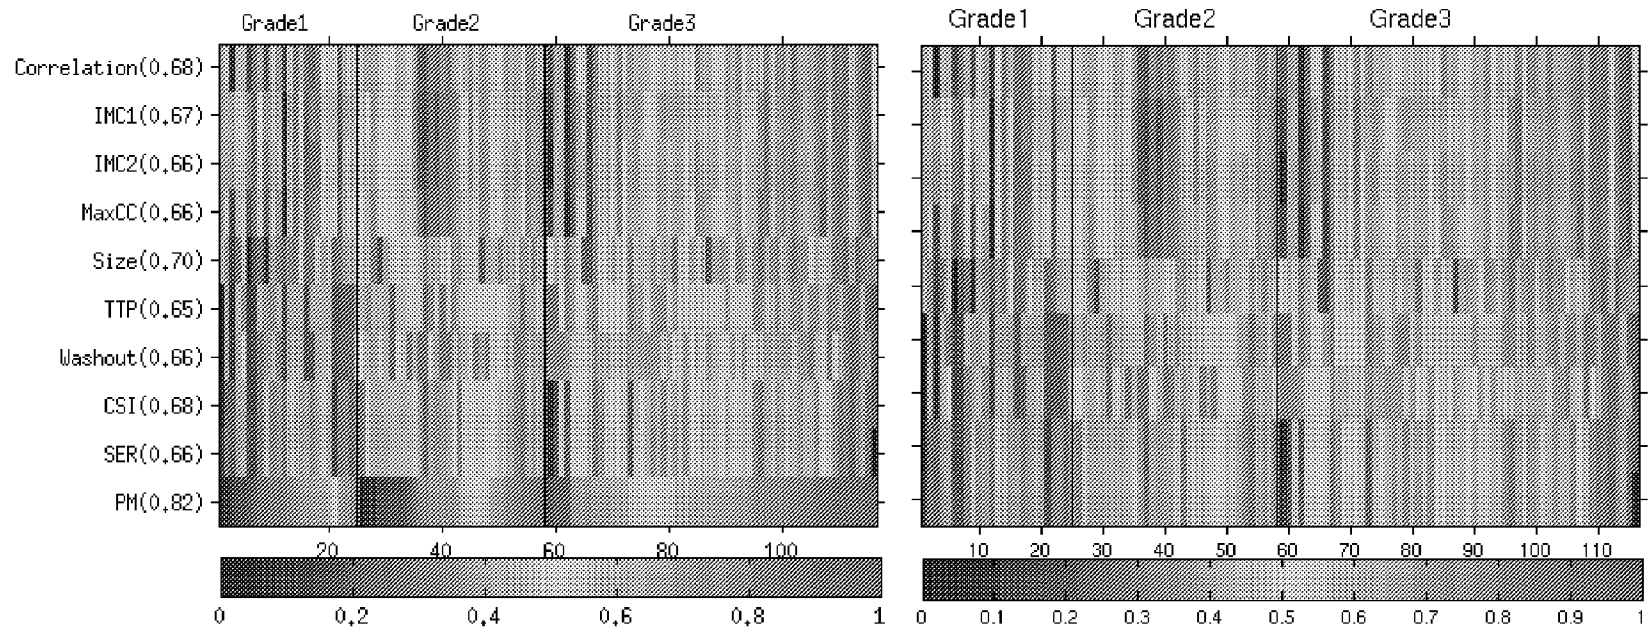 Grade1 Grade2 Grade3
Correlation(0.68)
IMC1(0.67)
IMC2(0.66)
MaxCC(0.66)
Size(0.70)
TTP(0.65)
Washout(0.66)
CSI(0.68)
SER(0.66)
PM(0.82)
20 40 60 80 100
0 0.2 0.4 0.6 0.8 1
Grade1 Grade2 Grade3
10 20 30 40 50 60 70 80 90 100 110
0 0.1 0.2 0.3 0.4 0.5 0.6 0.7 0.8 0.9 1